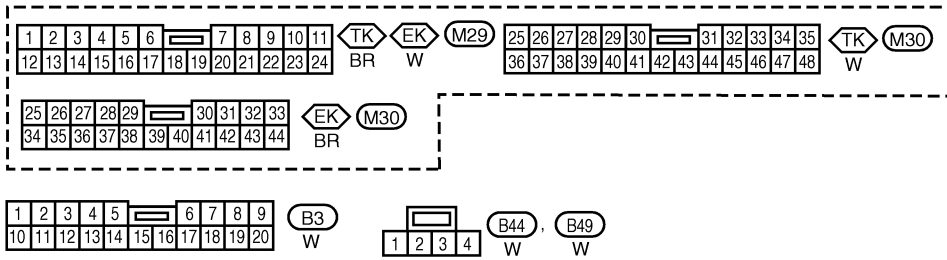 1 2 3 4 5 6 7 8 9 10 11 TK EK M29
12 13 14 15 16 17 18 19 20 21 22 23 24 BR W
25 26 27 28 29 30 31 32 33 34 35 TK M30
36 37 38 39 40 41 42 43 44 45 46 47 48 W
25 26 27 28 29 30 31 32 33 EK M30
34 35 36 37 38 39 40 41 42 43 44 BR
1 2 3 4 5 6 7 8 9 B3
10 11 12 13 14 15 16 17 18 19 20 W
1 2 3 4 B44 , B49
W W